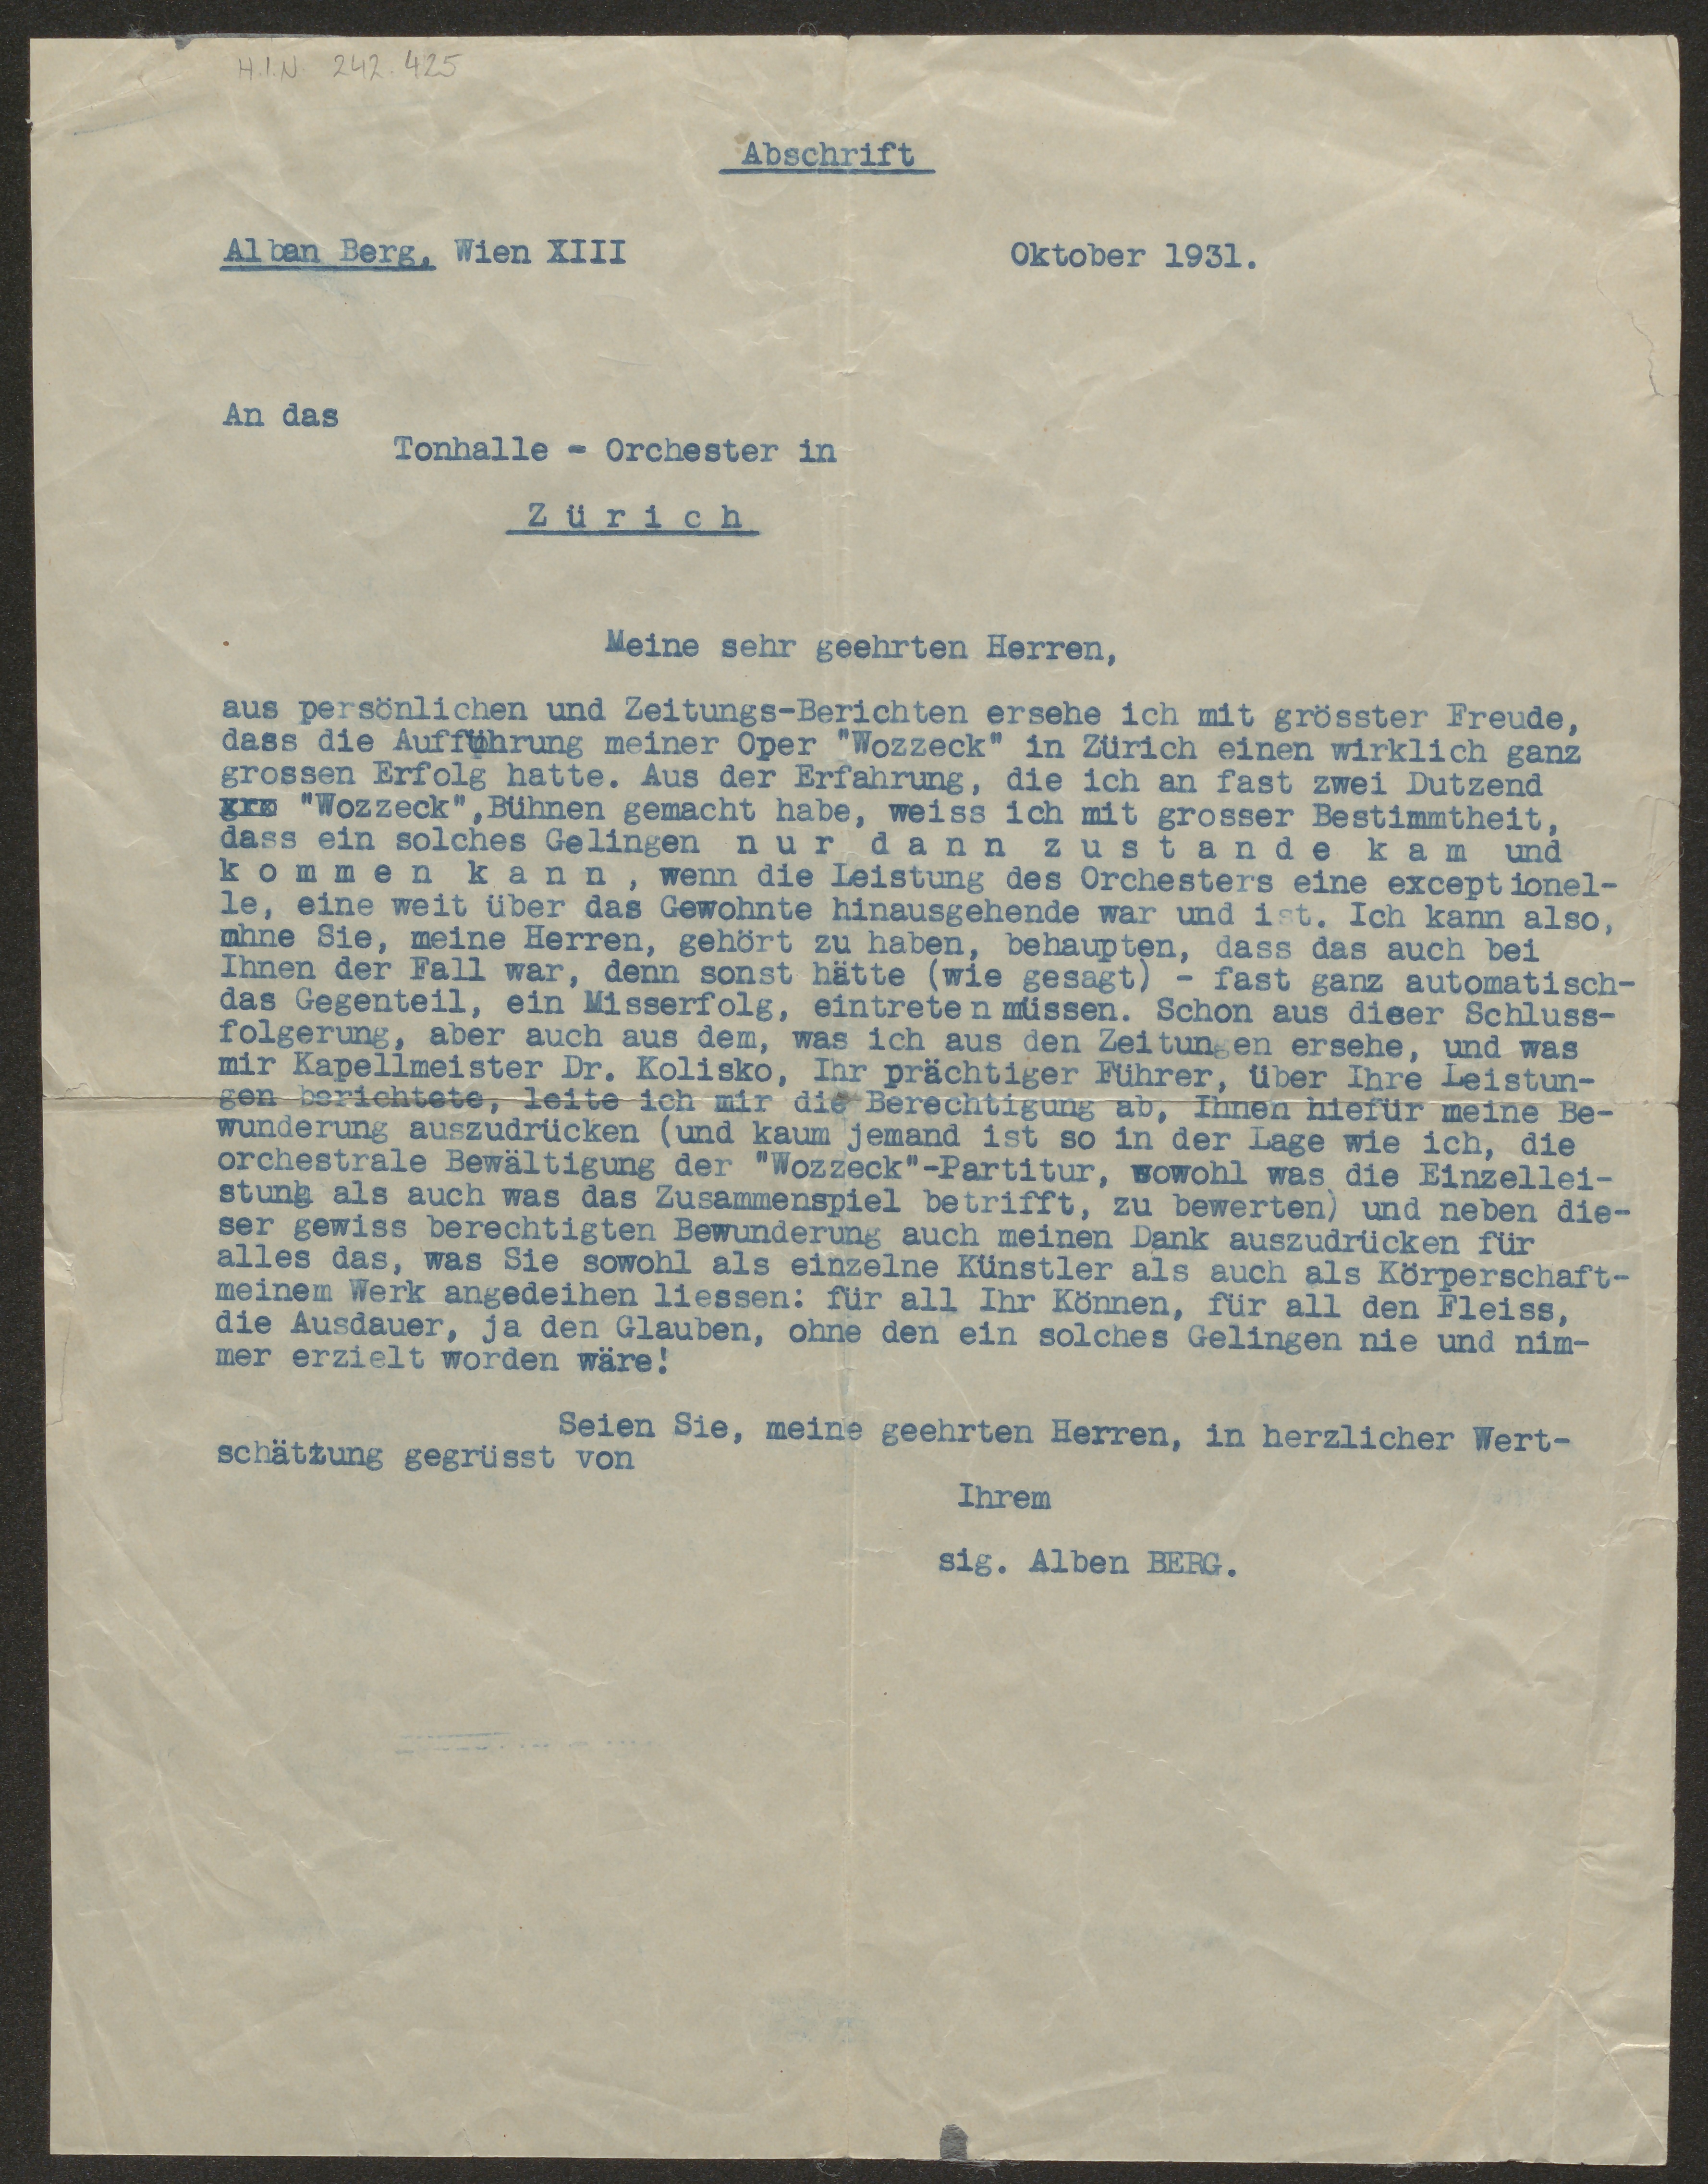 H.I.N. 242.425
Abschrift
Alban Berg, Wien XIII Oktober 1931.
An das
Tonhalle - Orchester in
Z ü r i c h
Meine sehr geehrten Herren,
aus persönlichen und Zeitungs-Berichten ersehe ich mit grösster Freude,
dass die Aufführung meiner Oper "Wozzeck" in Zürich einen wirklich ganz
grossen Erfolg hatte. Aus der Erfahrung, die ich an fast zwei Dutzend
"Wozzeck",Bühnen gemacht habe, weiss ich mit grosser Bestimmtheit,
dass ein solches Gelingen n u r d a n n z u s t a n d e k a m und
k o m m e n k a n n , wenn die Leistung des Orchesters eine exceptionel-
le, eine weit über das Gewohnte hinausgehende war und ist. Ich kann also,
ohne Sie, meine Herren, gehört zu haben, behaupten, dass das auch bei
Ihnen der Fall war, denn sonst hätte (wie gesagt) - fast ganz automatisch-
das Gegenteil, ein Misserfolg, eintreten müssen. Schon aus dieser Schluss-
folgerung, aber auch aus dem, was ich aus den Zeitungen ersehe, und was
mir Kapellmeister Dr. Kolisko, Ihr prächtiger Führer, über Ihre Leistun-
gen berichtete, leite ich mir die Berechtigung ab, Ihnen hiefür meine Be-
wunderung auszudrücken (und kaum jemand ist so in der Lage wie ich, die
orchestrale Bewältigung der "Wozzeck"-Partitur, sowohl was die Einzellei-
stung als auch was das Zusammenspiel betrifft, zu bewerten) und neben die-
ser gewiss berechtigten Bewunderung auch meinen Dank auszudrücken für
alles das, was Sie sowohl als einzelne Künstler als auch als Körperschaft-
meinem Werk angedeihen liessen: für all Ihr Können, für all den Fleiss,
die Ausdauer, ja den Glauben, ohne den ein solches Gelingen nie und nim-
mer erzielt worden wäre!
Seien Sie, meine geehrten Herren, in herzlicher Wert-
schätzung gegrüsst von
Ihrem
sig. Alben BERG.